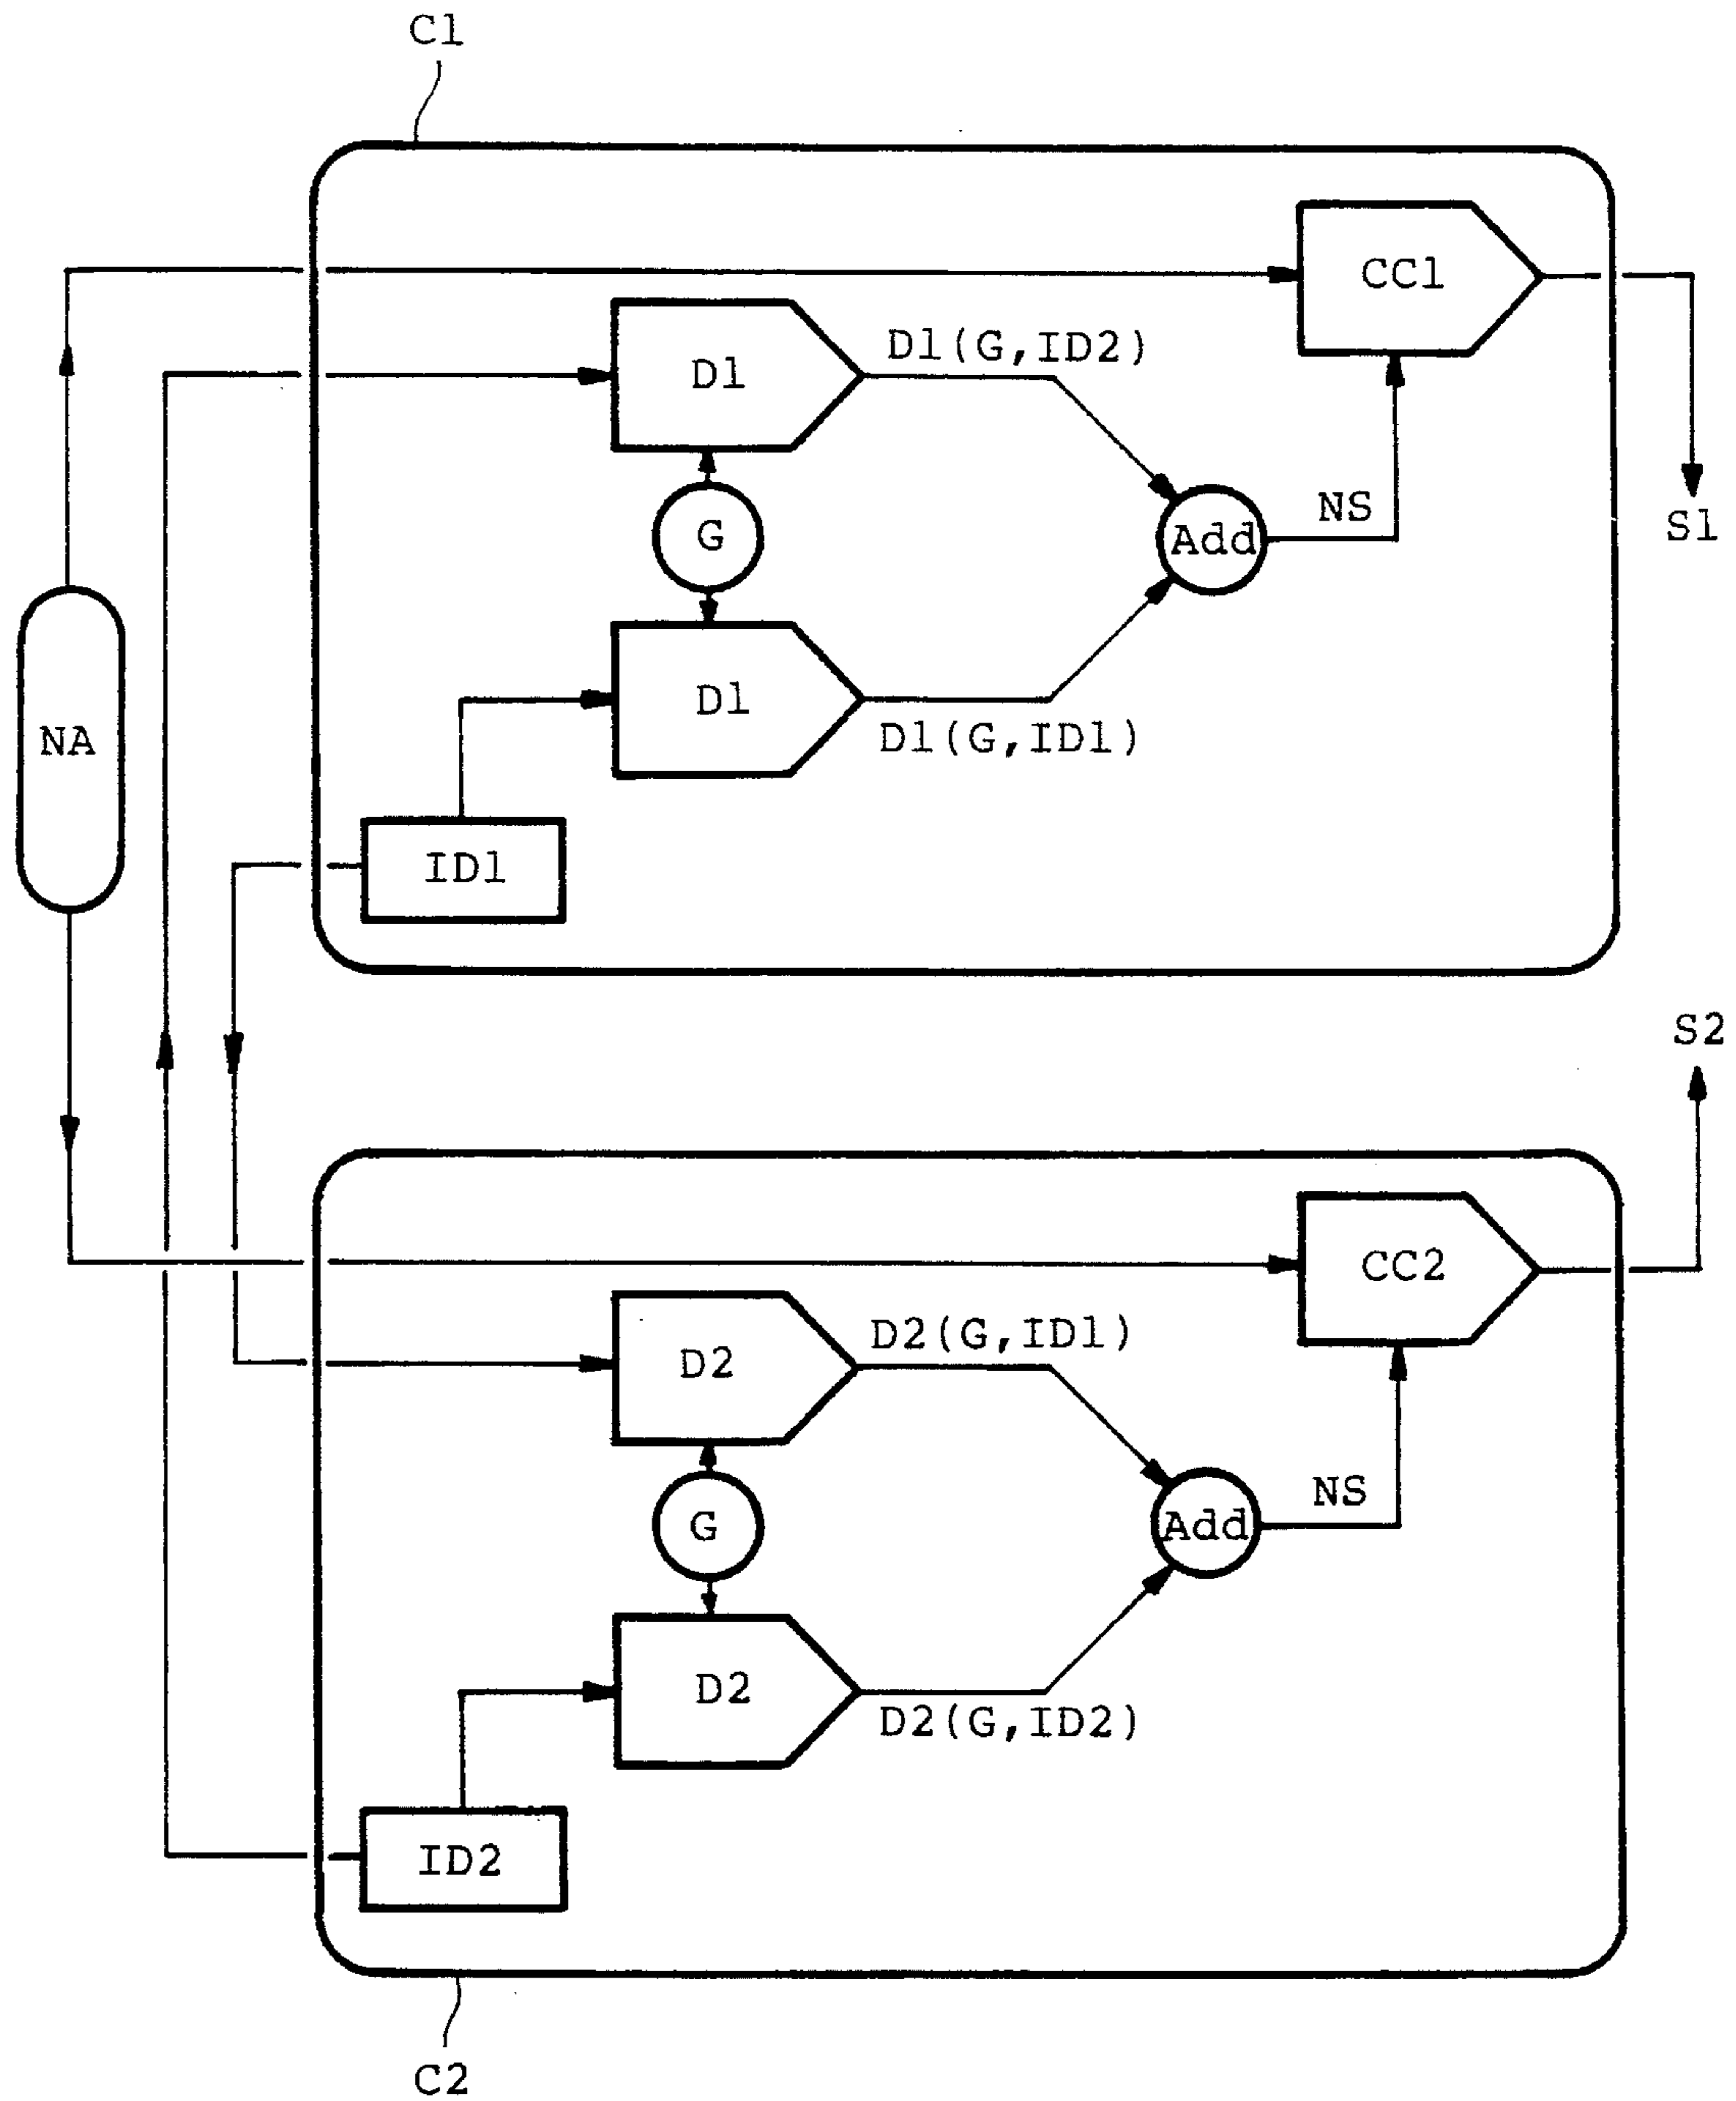 C1
CC1
D1(G,ID2)
D1
G
NS
Add
S1
D1
D1(G,ID1)
NA
ID1
S2
CC2
D2(G,ID1)
D2
NS
G
Add
D2
D2(G,ID2)
ID2
C2